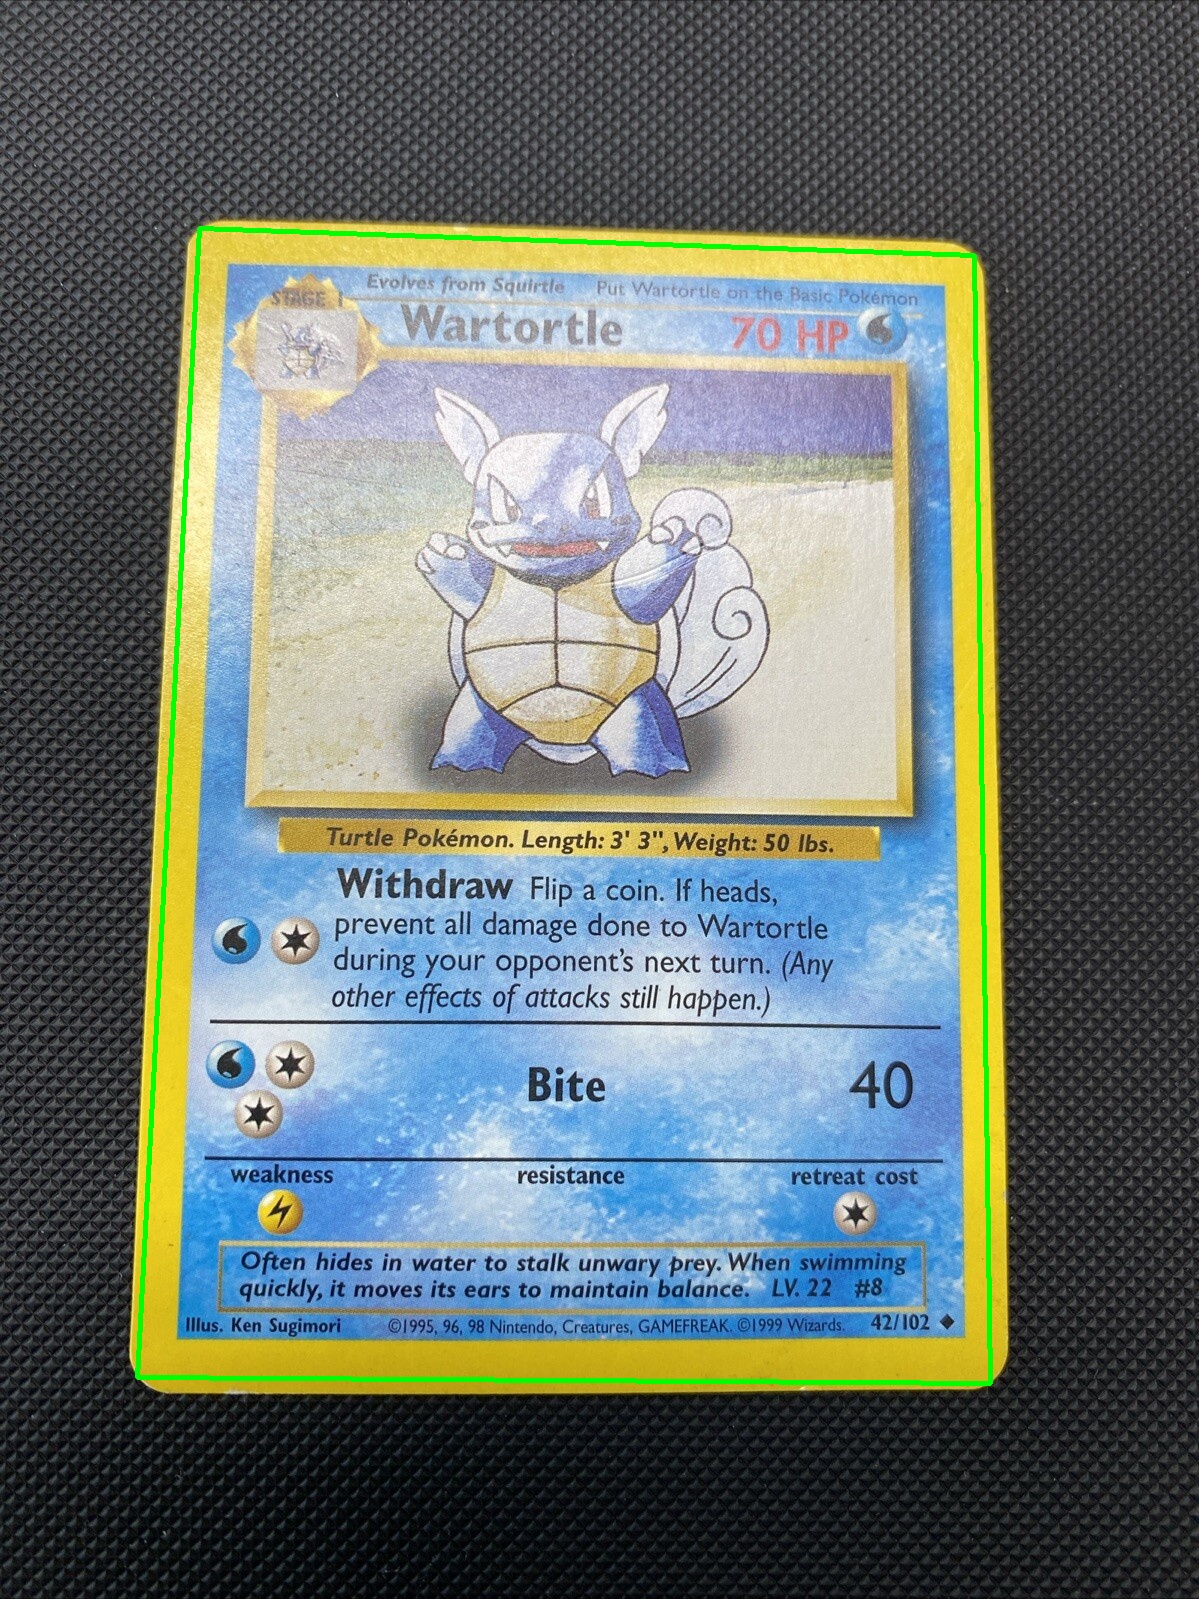 STAGE 1
Evolves from Squirtle
Put Wartortle on the Basic Pokémon
Wartortle
70 HP
Turtle Pokémon. Length: 3' 3", Weight: 50 lbs.
Withdraw Flip a coin. If heads,
prevent all damage done to Wartortle
during your opponent's next turn. (Any
other effects of attacks still happen.)
Bite 40
weakness resistance retreat cost
Often hides in water to stalk unwary prey. When swimming
quickly, it moves its ears to maintain balance. LV. 22 #8
Illus. Ken Sugimori ©1995, 96, 98 Nintendo, Creatures, GAMEFREAK. ©1999 Wizards. 42/102